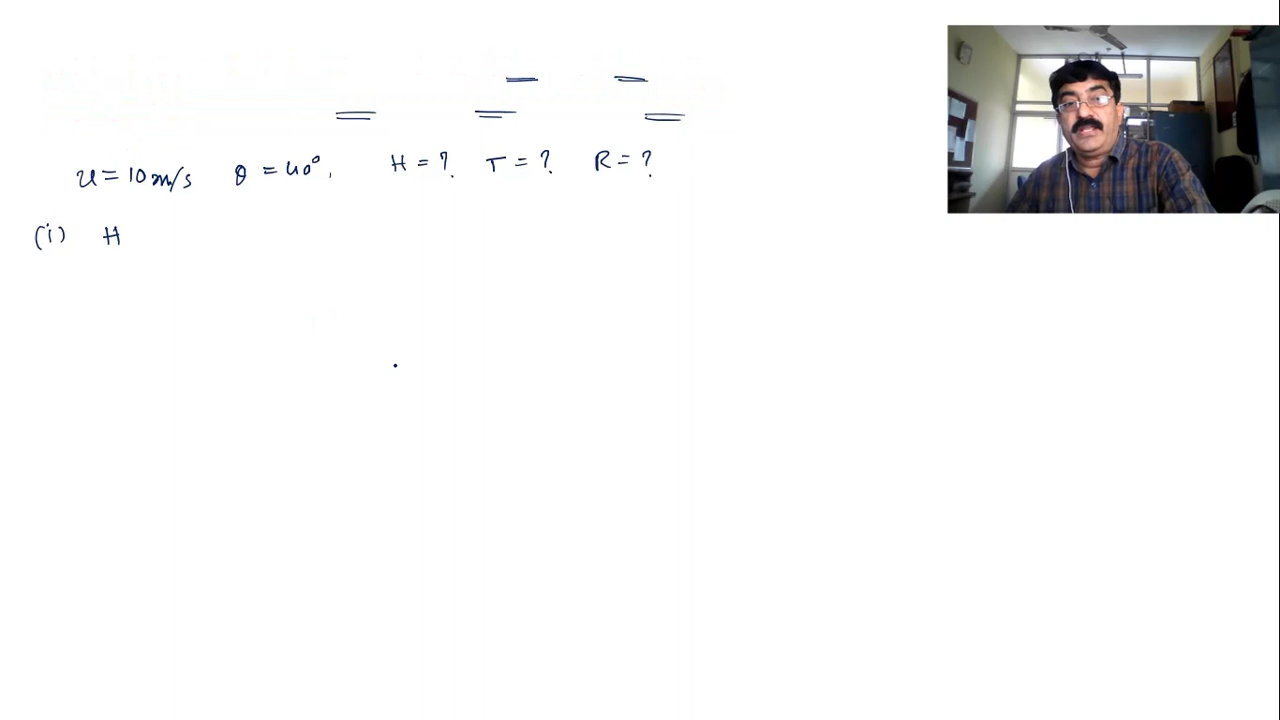 u = 10 m/s θ = 40°, H = ? T = ? R = ?
(i) H